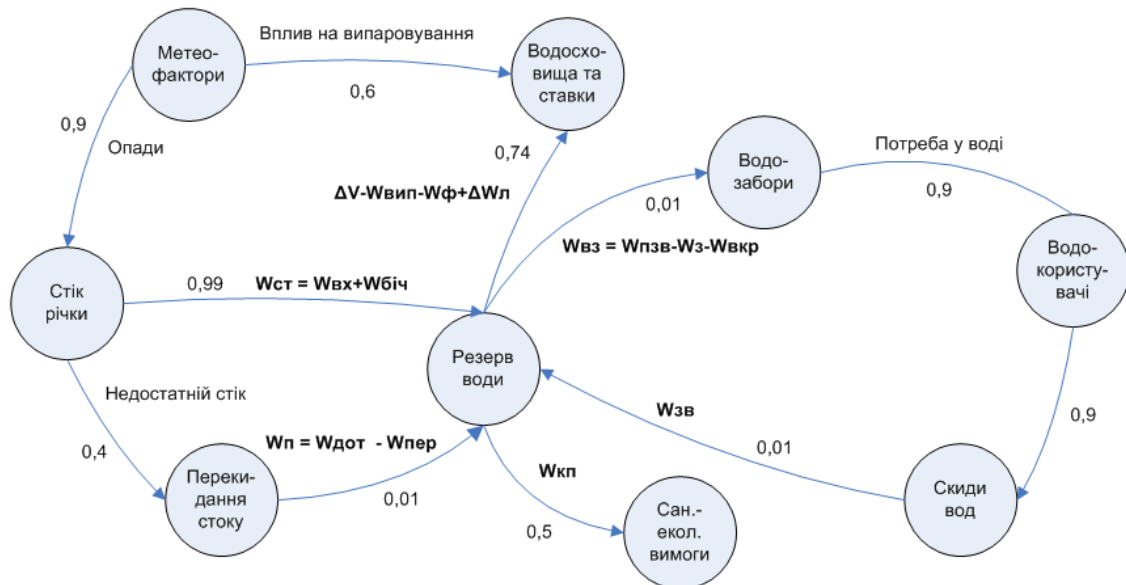 Метео-
фактори
Вплив на випаровування
0,6
Водосхо-
вища та
ставки
0,9
Опади
0,74
ΔV-Wвип-Wф+ΔWл
Водо-
забори
Потреба у воді
0,9
0,01
Wвз = Wпзв-Wз-Wвкр
Водо-
користу-
вачі
Стік
річки
0,99
Wст = Wвх+Wбіч
Резерв
води
Недостатній стік
0,4
Wп = Wдот - Wпер
0,01
Перeки-
дання
стоку
Wкп
0,5
Сан.-
екол.
вимоги
Wзв
0,01
0,9
Скиди
вод